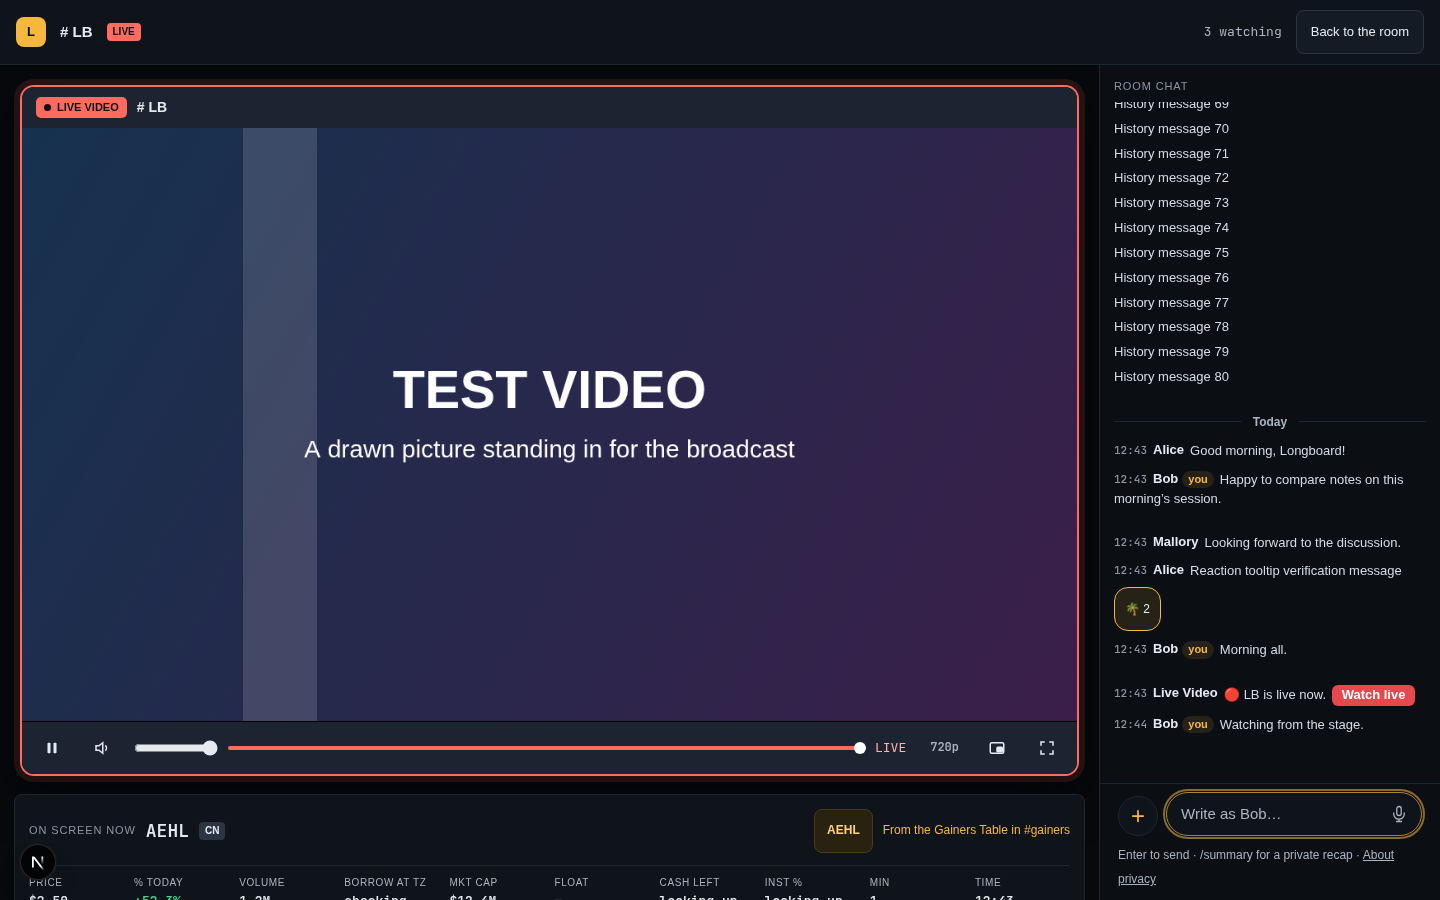 L # LB LIVE 3 watching Back to the room
LIVE VIDEO # LB
TEST VIDEO
A drawn picture standing in for the broadcast
LIVE 720p
ON SCREEN NOW AEHL CN AEHL From the Gainers Table in #gainers
PRICE % TODAY VOLUME BORROW AT TZ MKT CAP FLOAT CASH LEFT INST % MIN TIME
ROOM CHAT
History message 69
History message 70
History message 71
History message 72
History message 73
History message 74
History message 75
History message 76
History message 77
History message 78
History message 79
History message 80
Today
12:43 Alice Good morning, Longboard!
12:43 Bob you Happy to compare notes on this
morning's session.
12:43 Mallory Looking forward to the discussion.
12:43 Alice Reaction tooltip verification message
🌴 2
12:43 Bob you Morning all.
12:43 Live Video 🔴 LB is live now. Watch live
12:44 Bob you Watching from the stage.
+ Write as Bob…
Enter to send · /summary for a private recap · About
privacy